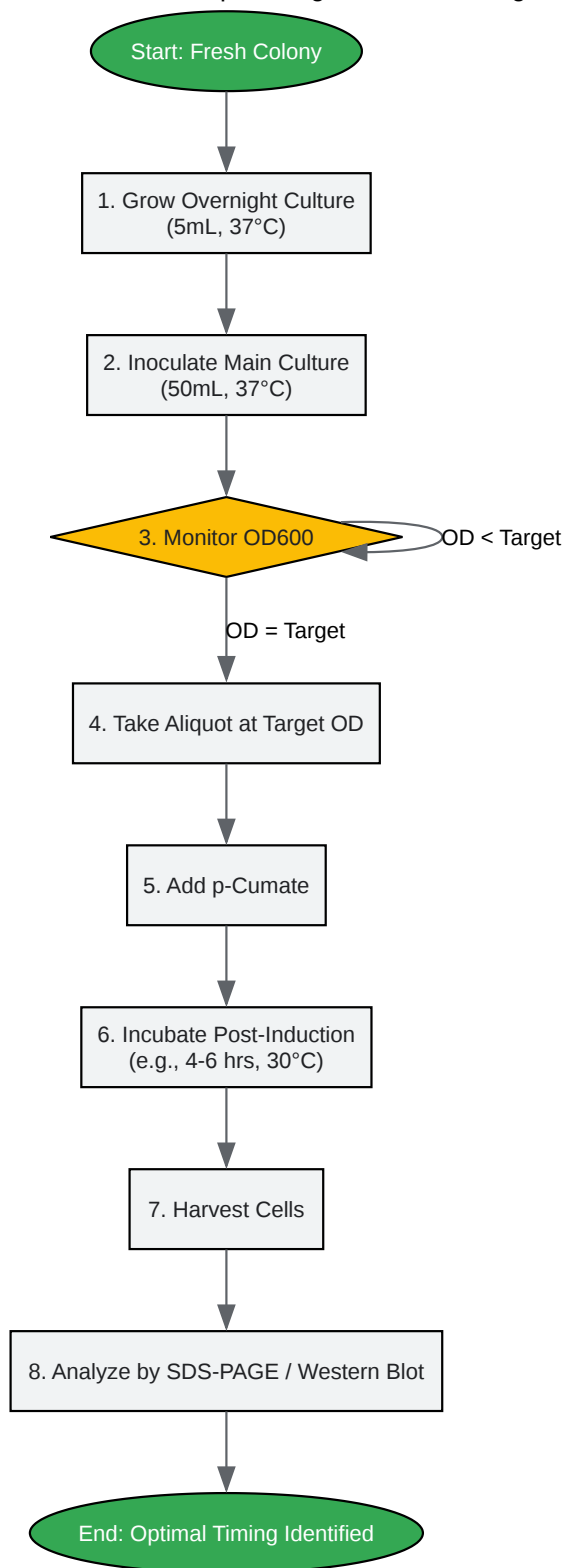 Start: Fresh Colony
1. Grow Overnight Culture
(5mL, 37°C)
2. Inoculate Main Culture
(50mL, 37°C)
3. Monitor OD600
OD < Target
OD = Target
4. Take Aliquot at Target OD
5. Add p-Cumate
6. Incubate Post-Induction
(e.g., 4-6 hrs, 30°C)
7. Harvest Cells
8. Analyze by SDS-PAGE / Western Blot
End: Optimal Timing Identified